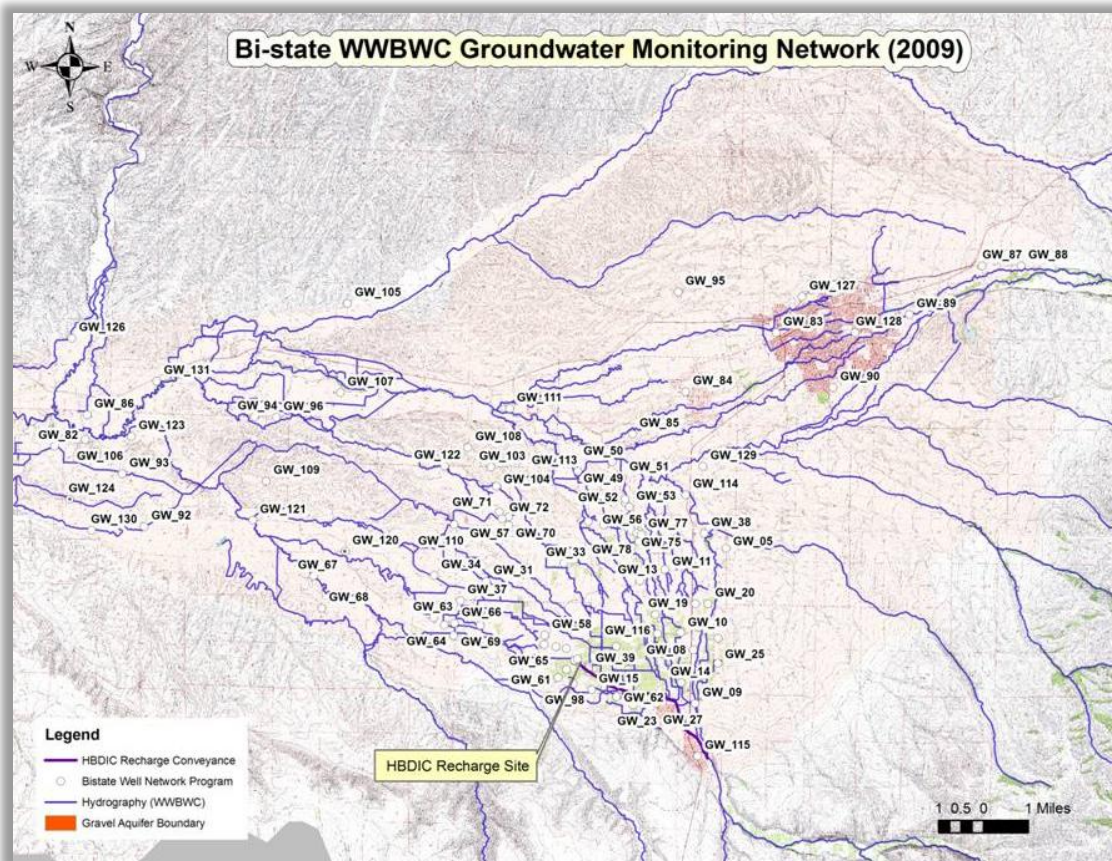 Bi-state WWBWC Groundwater Monitoring Network (2009)
N
W E
S
GW_87 GW_88
GW_95
GW_127
GW_105
GW_89
GW_126
GW_83 GW_128
GW_131
GW_107
GW_84
GW_90
GW_86
GW_94 GW_96
GW_111
GW_123
GW_85
GW_82
GW_108
GW_106
GW_122 GW_103 GW_113 GW_50
GW_93
GW_129
GW_109
GW_104 GW_49 GW_51
GW_114
GW_124
GW_71 GW_52 GW_53
GW_121
GW_72
GW_130 GW_92
GW_56 GW_77 GW_38
GW_120 GW_110 GW_57 GW_70
GW_75 GW_05
GW_33 GW_78
GW_67
GW_34 GW_31
GW_13 GW_11
GW_68
GW_37
GW_20
GW_63 GW_66
GW_19
GW_58
GW_116 GW_10
GW_64 GW_69
GW_08
GW_65
GW_39
GW_25
GW_61
GW_15 GW_14
GW_98 GW_62 GW_09
GW_23 GW_27
GW_115
HBDIC Recharge Site
Legend
HBDIC Recharge Conveyance
Bistate Well Network Program
Hydrography (WWBWC)
Gravel Aquifer Boundary
1 0.5 0 1 Miles